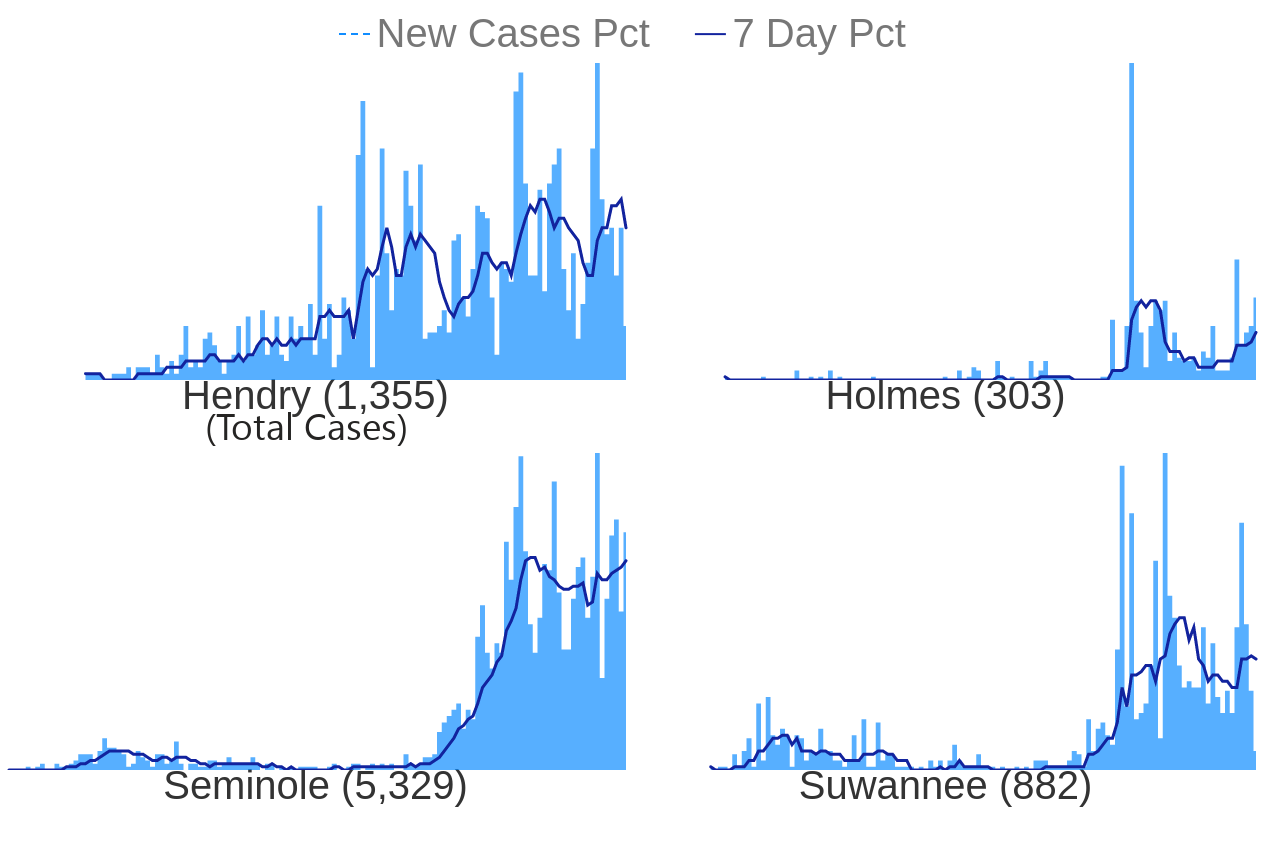 New Cases Pct 7 Day Pct
Hendry (1,355) Holmes (303)
(Total Cases)
Seminole (5,329) Suwannee (882)